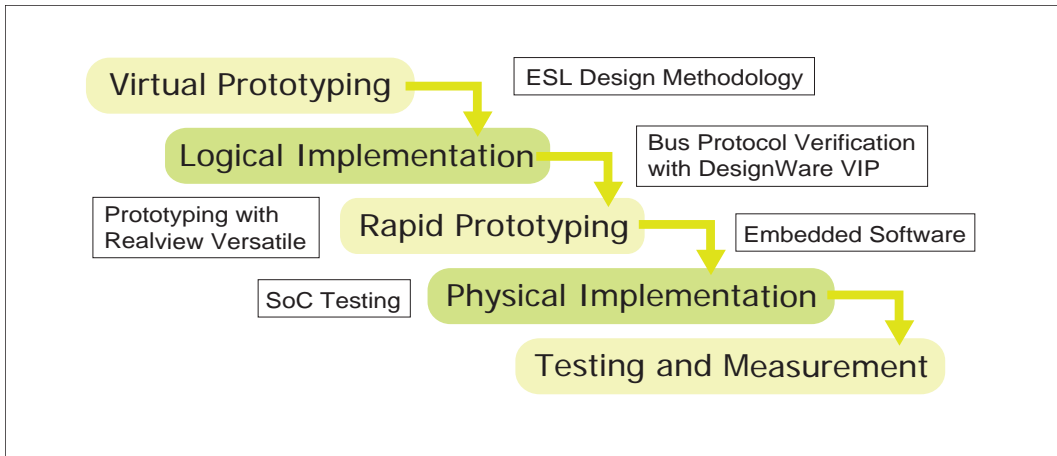 Virtual Prototyping
ESL Design Methodology
Logical Implementation
Bus Protocol Verification
with DesignWare VIP
Prototyping with
Realview Versatile
Rapid Prototyping
Embedded Software
SoC Testing
Physical Implementation
Testing and Measurement